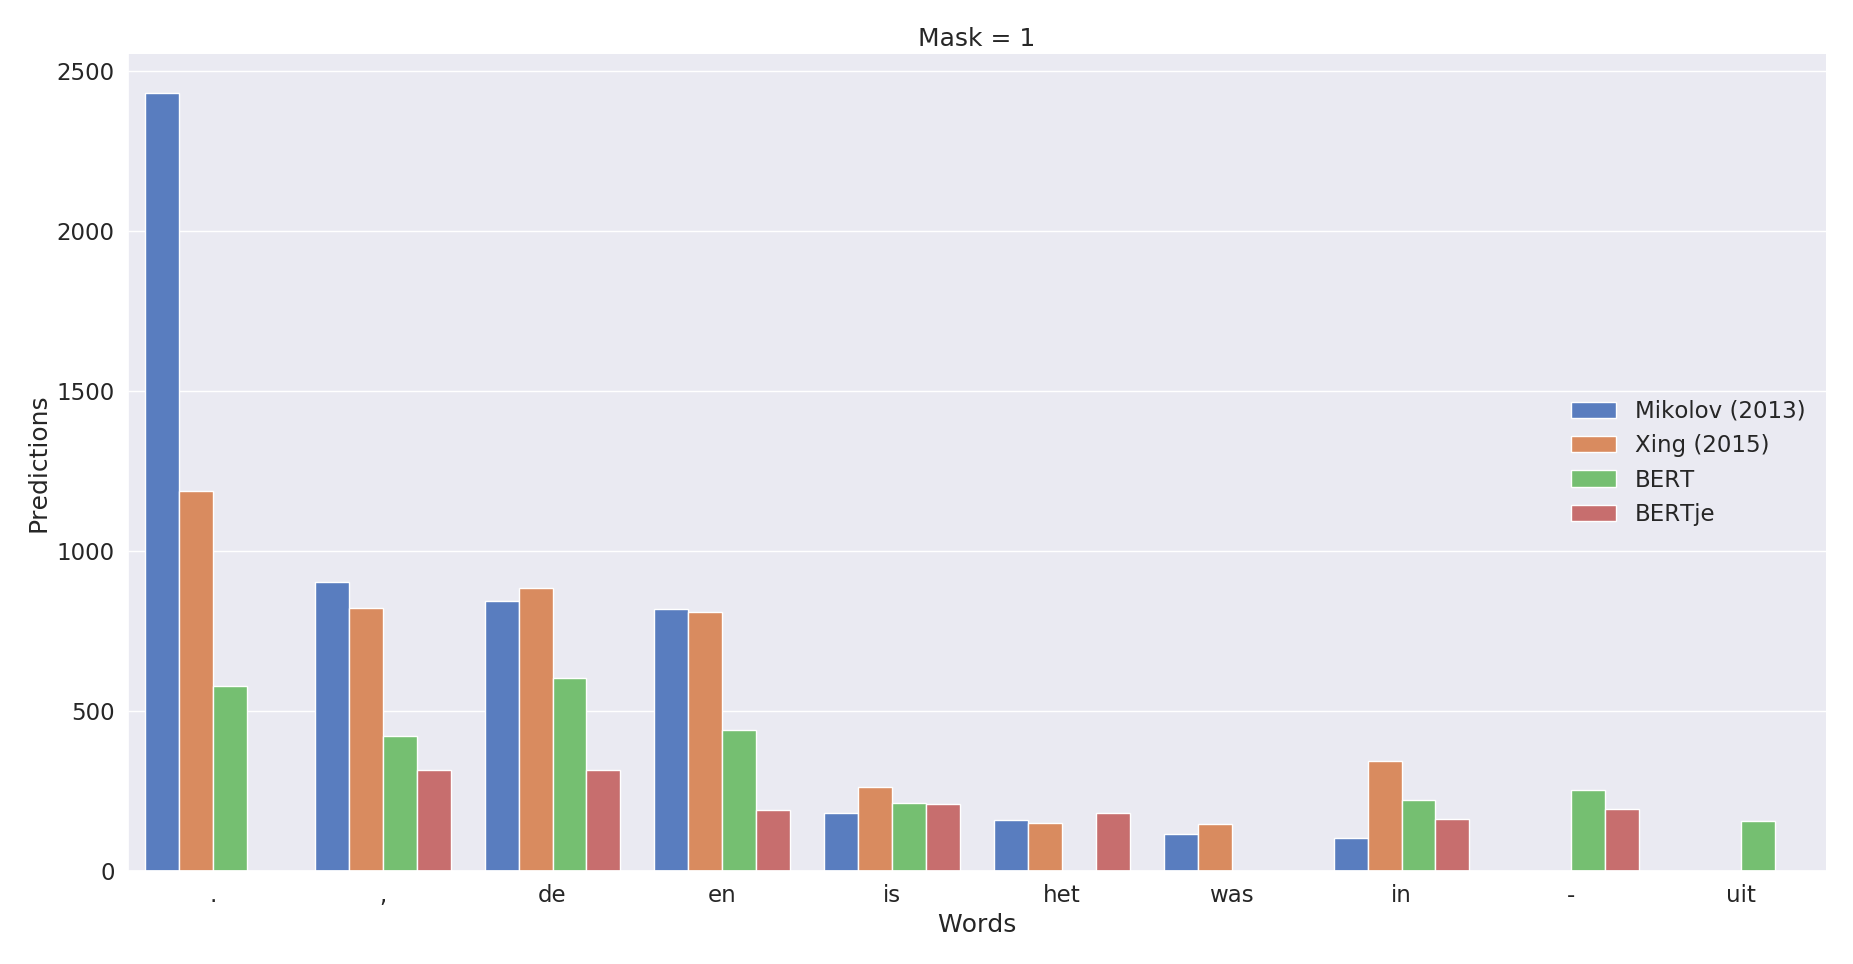 Mask = 1
2500
2000
1500
1000
500
0
Predictions
Mikolov (2013)
Xing (2015)
BERT
BERTje
. , de en is het was in - uit
Words